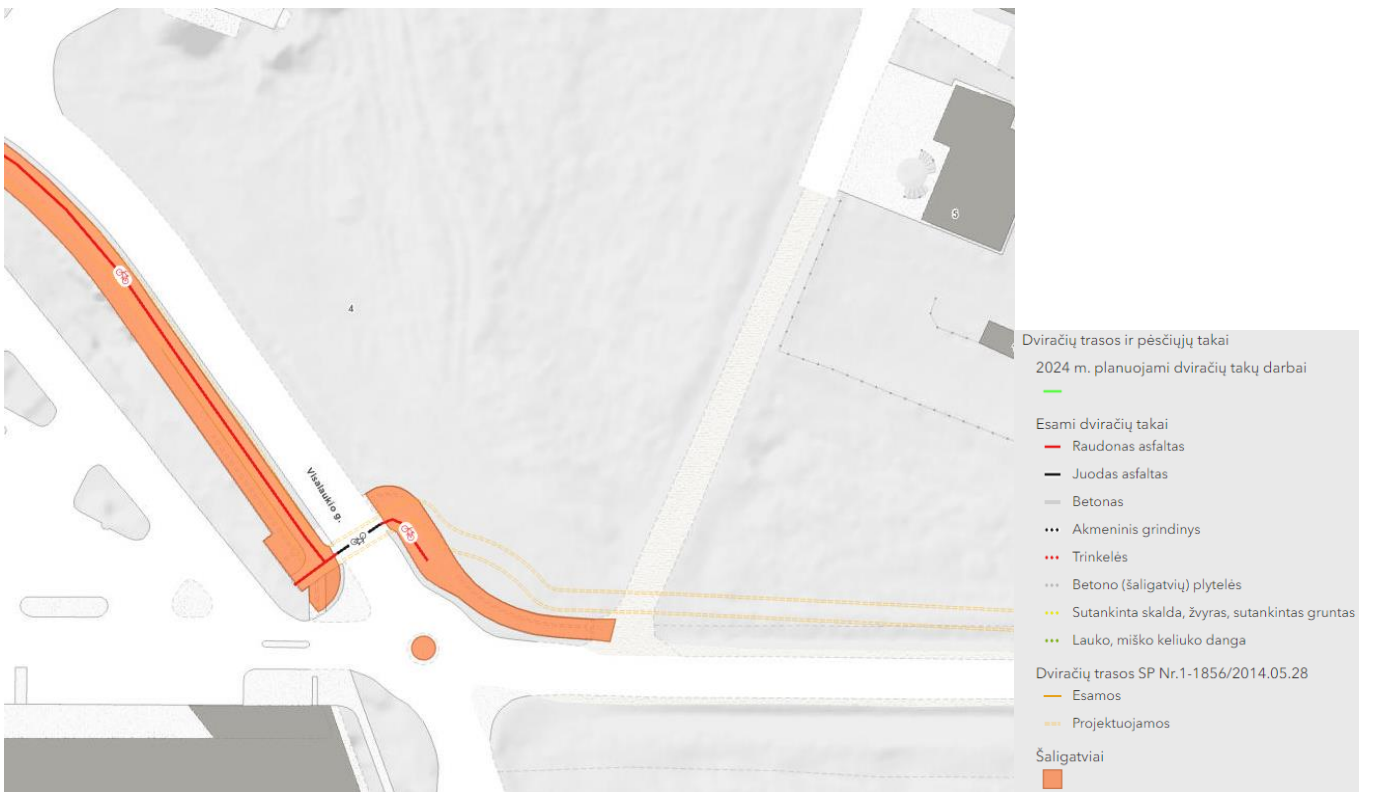 5
4
Visalaukio g.
Dviračių trasos ir pėsčiųjų takai
2024 m. planuojami dviračių takų darbai
Esami dviračių takai
Raudonas asfaltas
Juodas asfaltas
Betonas
Akmeninis grindinys
Trinkelės
Betono (šaligatvių) plytelės
Sutankinta skalda, žvyras, sutankintas gruntas
Lauko, miško keliuko danga
Dviračių trasos SP Nr.1-1856/2014.05.28
Esamos
Projektuojamos
Šaligatviai